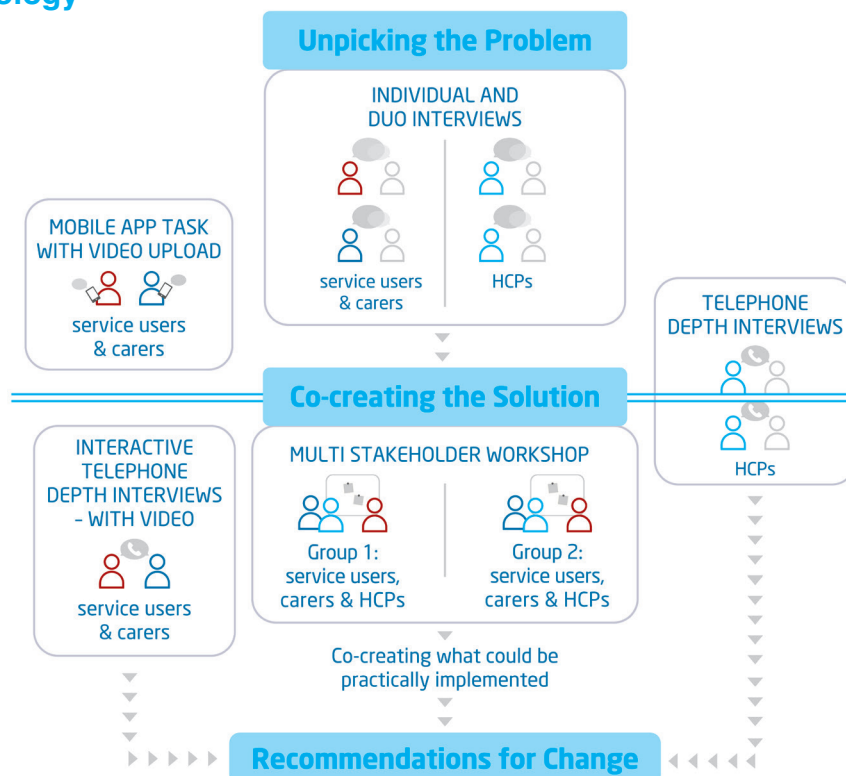 ology
Unpicking the Problem
INDIVIDUAL AND
DUO INTERVIEWS
service users
& carers
HCPs
MOBILE APP TASK
WITH VIDEO UPLOAD
service users
& carers
TELEPHONE
DEPTH INTERVIEWS
HCPs
Co-creating the Solution
INTERACTIVE
TELEPHONE
DEPTH INTERVIEWS
– WITH VIDEO
service users
& carers
MULTI STAKEHOLDER WORKSHOP
Group 1:
service users,
carers & HCPs
Group 2:
service users,
carers & HCPs
Co-creating what could be
practically implemented
Recommendations for Change